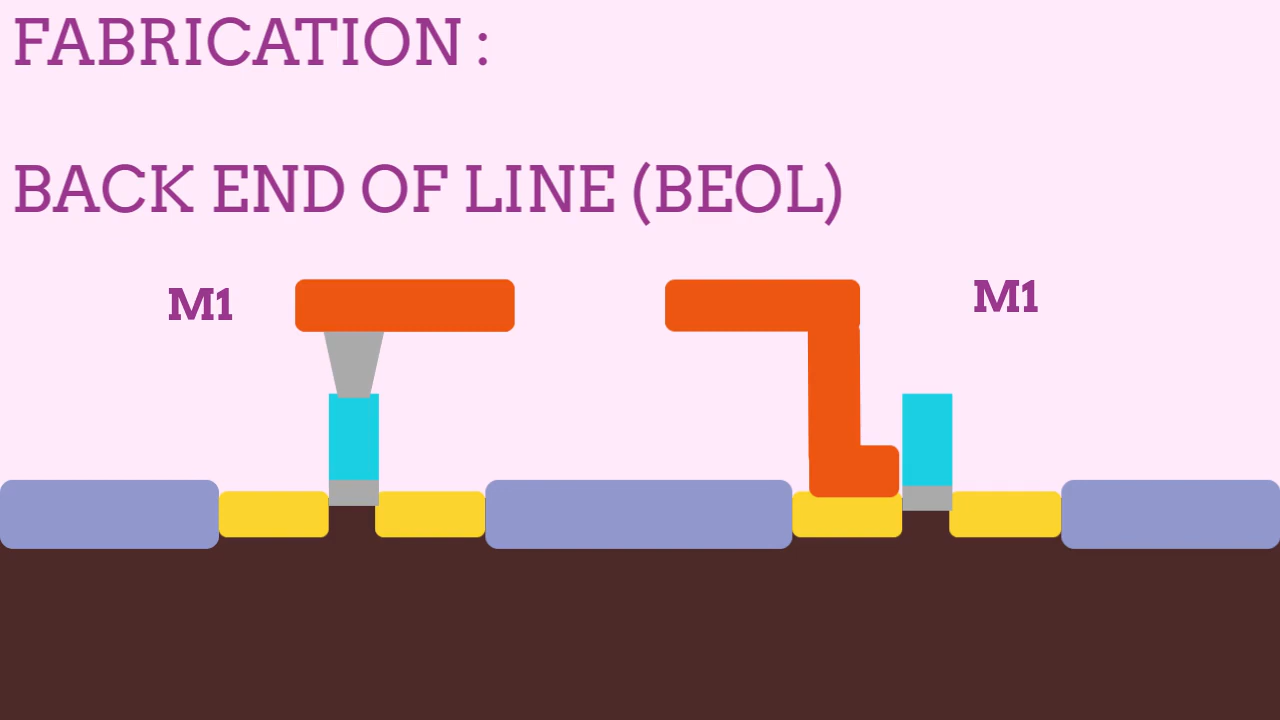 FABRICATION :
BACK END OF LINE (BEOL)
M1
M1